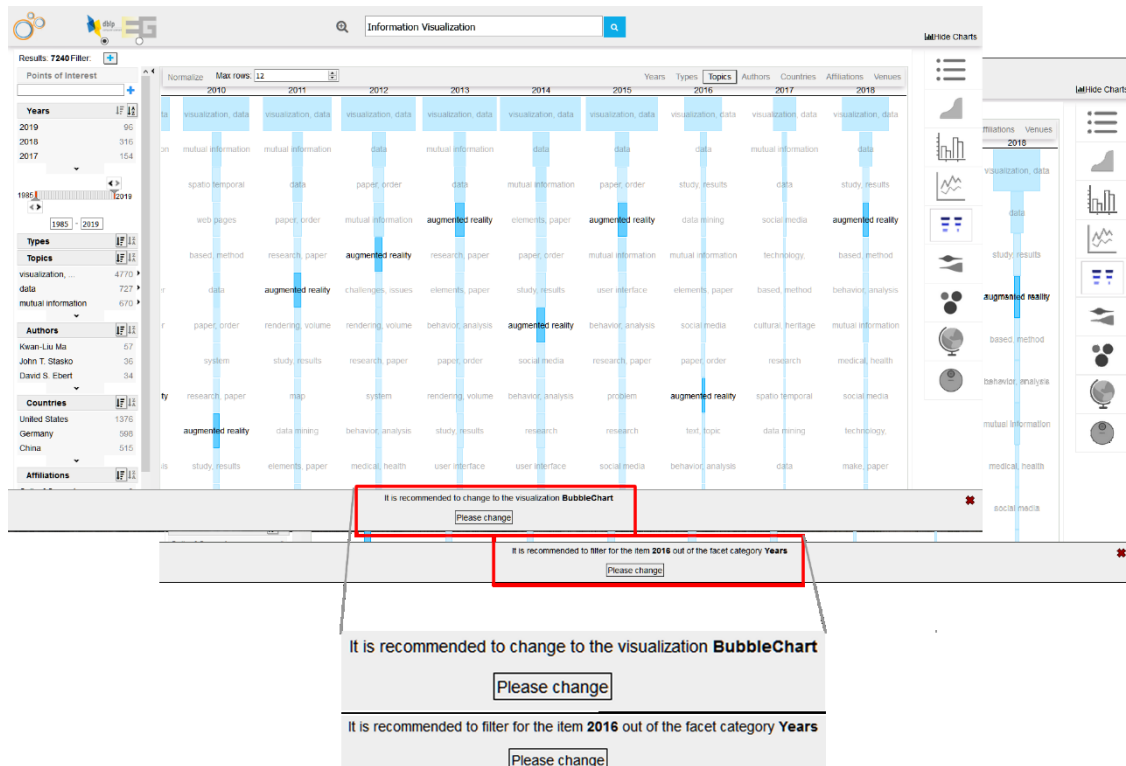 dblp
EG
Information Visualization
Hide Charts
Results: 7240 Filter:
Points of Interest
Normalize Max rows: 12
Years Types Topics Authors Countries Affiliations Venues
2010 2011 2012 2013 2014 2015 2016 2017 2018
visualization, data visualization, data visualization, data visualization, data visualization, data visualization, data visualization, data visualization, data visualization, data
mutual information mutual information data mutual information data data data mutual information data
spatio temporal data paper, order data mutual information paper, order study, results data study, results
web pages paper, order mutual information augmented reality elements, paper augmented reality data mining social media augmented reality
based, method research, paper augmented reality research, paper paper, order mutual information mutual information technology, based, method
data augmented reality challenges, issues elements, paper study, results user interface elements, paper based, method behavior, analysis
paper, order rendering, volume rendering, volume behavior, analysis augmented reality behavior, analysis social media cultural, heritage mutual information
system study, results research, paper paper, order social media research, paper paper, order research medical, health
research, paper map system rendering, volume behavior, analysis problem augmented reality spatio temporal social media
augmented reality data mining behavior, analysis study, results research research text, topic data mining technology,
study, results elements, paper medical, health user interface user interface social media behavior, analysis data make, paper
Years
2019 96
2018 316
2017 154
1985 2019
1985 - 2019
Types
Topics
visualization, ... 4770
data 727
mutual information 670
Authors
Kwan-Liu Ma 57
John T. Stasko 36
David S. Ebert 34
Countries
United States 1376
Germany 598
China 515
Affiliations
Hide Charts
Affiliations Venues
2018
visualization, data
data
study, results
augmented reality
based, method
behavior, analysis
mutual information
medical, health
social media
It is recommended to change to the visualization BubbleChart
Please change
It is recommended to filter for the item 2016 out of the facet category Years
Please change
It is recommended to change to the visualization BubbleChart
Please change
It is recommended to filter for the item 2016 out of the facet category Years
Please change